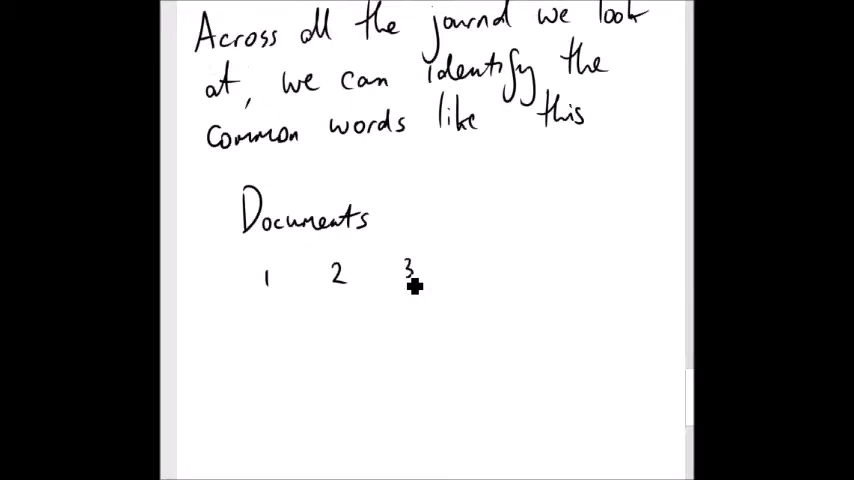 Across all the journal we look
at, we can identify the
common words like this
Documents
1 2 3